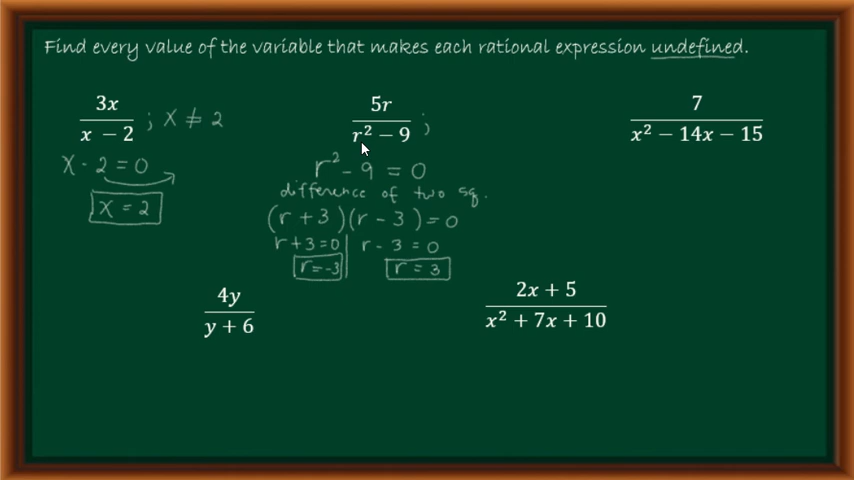 Find every value of the variable that makes each rational expression undefined.
3x / x − 2 ; x ≠ 2
x - 2 = 0
x = 2
5r / r² − 9 ;
r² - 9 = 0
difference of two sq.
(r + 3)(r - 3) = 0
r + 3 = 0 | r - 3 = 0
r = -3 | r = 3
7 / x² − 14x − 15
4y / y + 6
2x + 5 / x² + 7x + 10